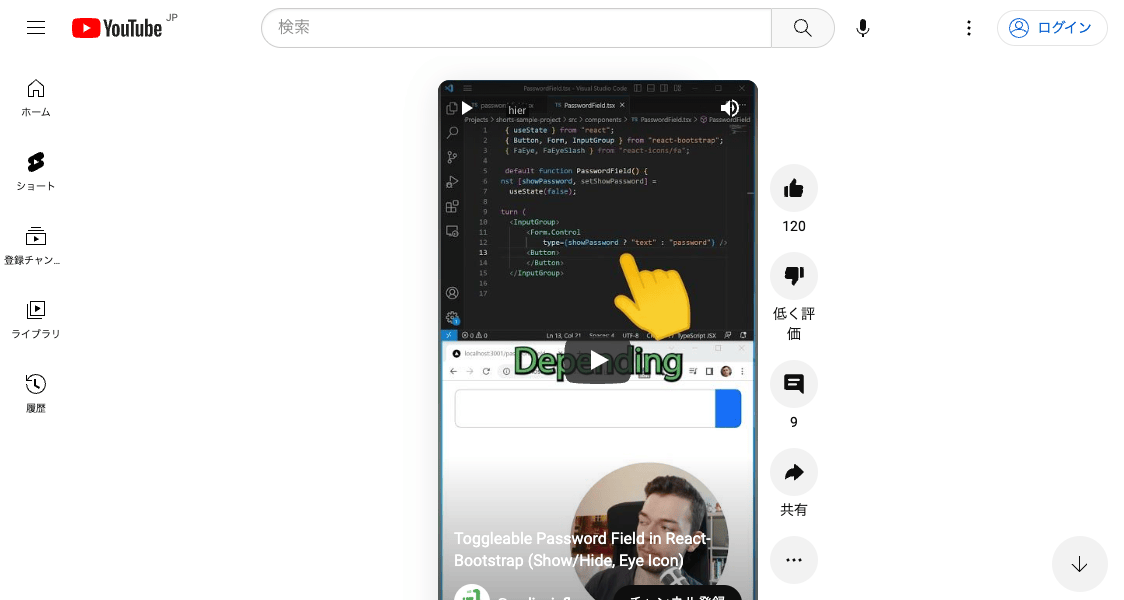 YouTube JP
検索
ログイン
ホーム
ショート
登録チャン...
ライブラリ
履歴
PasswordField.tsx - Visual Studio Code
PasswordField.tsx
hier
Projects > shorts-sample-project > src > components > PasswordField.tsx > PasswordField
1 { useState } from "react";
2 { Button, Form, InputGroup } from "react-bootstrap";
3 { FaEye, FaEyeSlash } from "react-icons/fa";
4
5 default function PasswordField() {
6 nst [showPassword, setShowPassword] =
7 useState(false);
8
9 turn (
10 <InputGroup>
11 <Form.Control
12 type={showPassword ? "text" : "password"} />
13 <Button>
14 </Button>
15 </InputGroup>
16
17
Ln 13, Col 21 Spaces: 4 UTF-8 TypeScript JSX
Depending
Toggleable Password Field in React-
Bootstrap (Show/Hide, Eye Icon)
120
低く評
価
9
共有